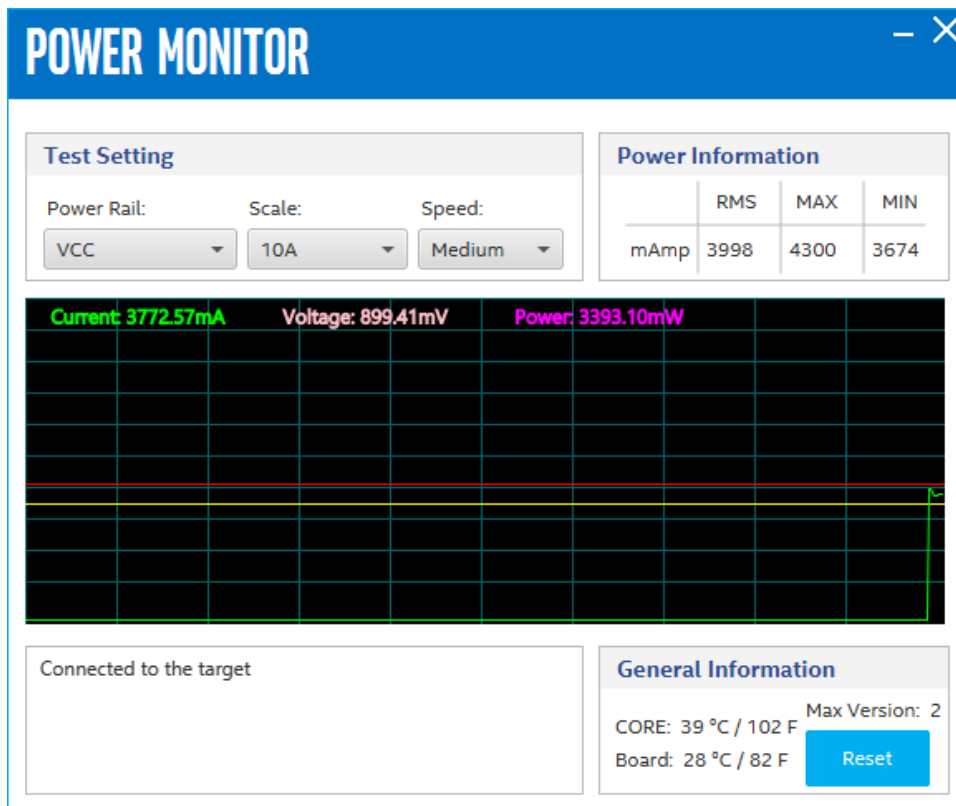 POWER MONITOR
Test Setting
Power Rail: Scale: Speed:
VCC 10A Medium
Power Information
RMS MAX MIN
mAmp 3998 4300 3674
Current: 3772.57mA Voltage: 899.41mV Power: 3393.10mW
Connected to the target
General Information
Max Version: 2
CORE: 39 ºC / 102 F
Board: 28 ºC / 82 F
Reset